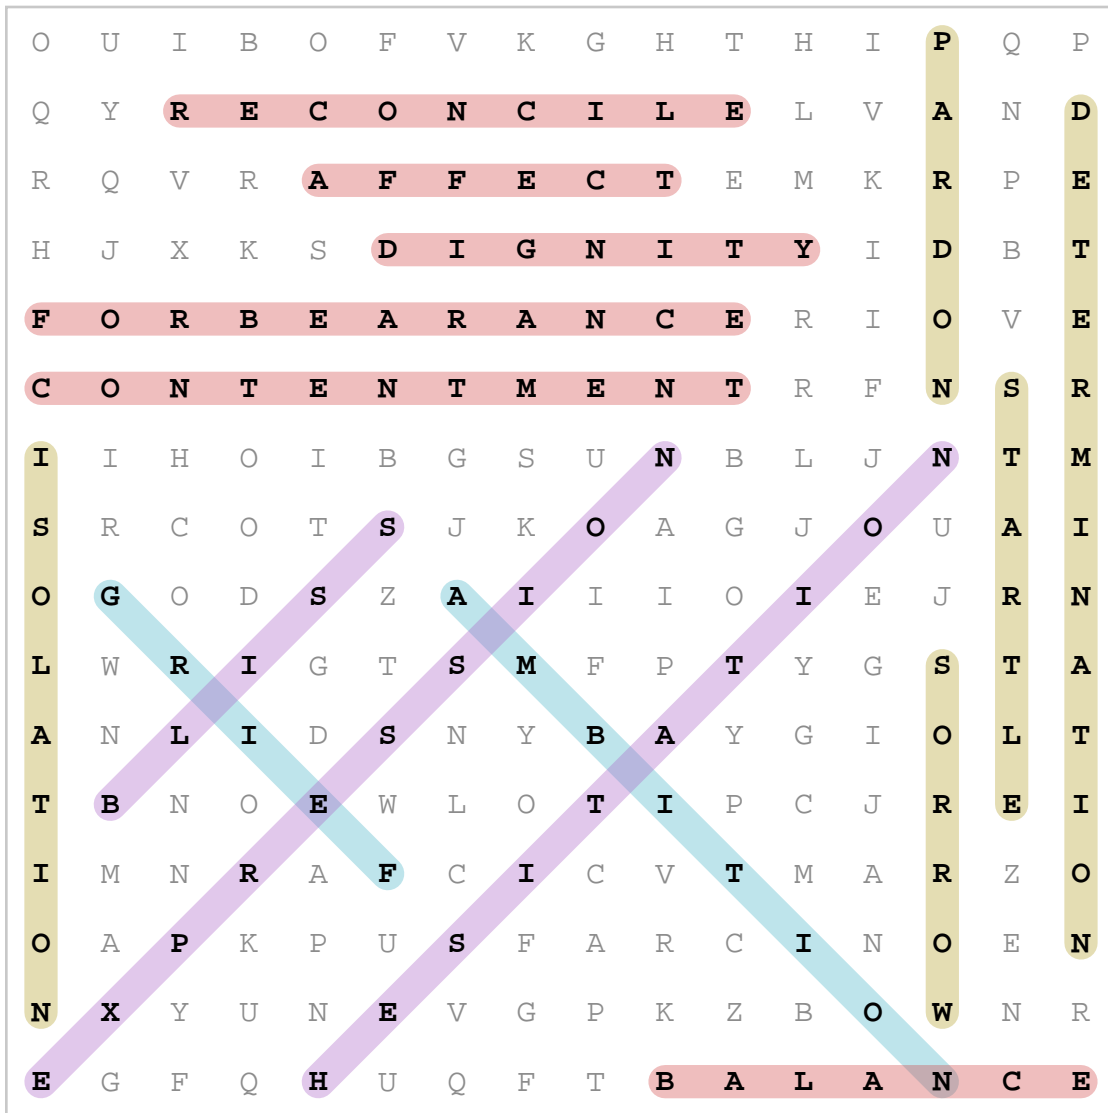 O U I B O F V K G H T H I P Q P
Q Y R E C O N C I L E L V A N D
R Q V R A F F E C T E M K R P E
H J X K S D I G N I T Y I D B T
F O R B E A R A N C E R I O V E
C O N T E N T M E N T R F N S R
I I H O I B G S U N B L J N T M
S R C O T S J K O A G J O U A I
O G O D S Z A I I I O I E J R N
L W R I G T S M F P T Y G S T A
A N L I D S N Y B A Y G I O L T
T B N O E W L O T I P C J R E I
I M N R A F C I C V T M A R Z O
O A P K P U S F A R C I N O E N
N X Y U N E V G P K Z B O W N R
E G F Q H U Q F T B A L A N C E